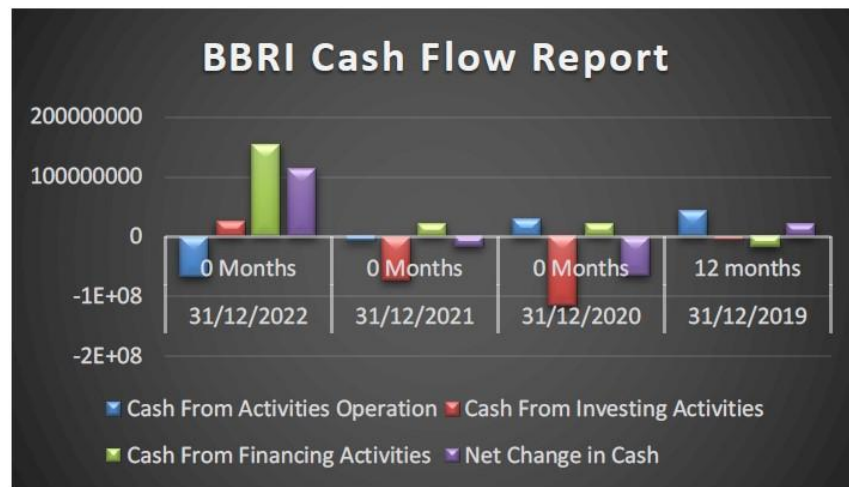 BBRI Cash Flow Report
200000000
100000000
0
-1E+08
-2E+08
0 Months 0 Months 0 Months 12 months
31/12/2022 31/12/2021 31/12/2020 31/12/2019
Cash From Activities Operation Cash From Investing Activities
Cash From Financing Activities Net Change in Cash